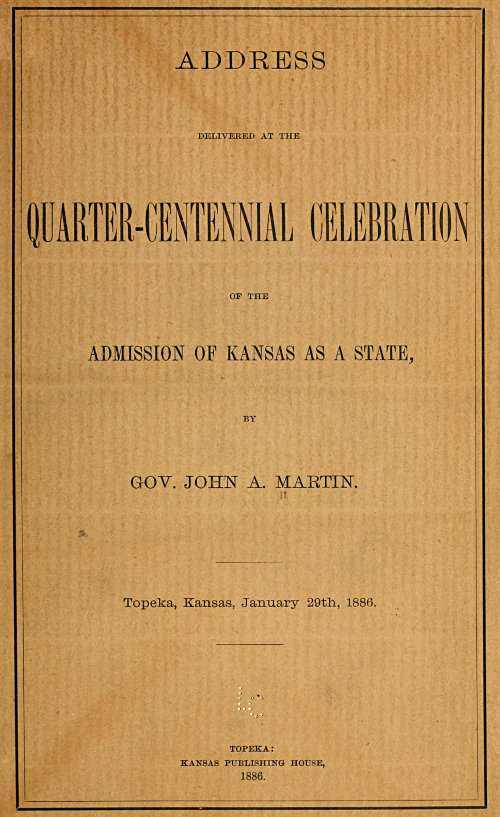 ADDRESS
DELIVERED AT THE
QUARTER-CENTENNIAL CELEBRATION
OF THE
ADMISSION OF KANSAS AS A STATE,
BY
GOV. JOHN A. MARTIN.
Topeka, Kansas, January 29th, 1886.
TOPEKA:
KANSAS PUBLISHING HOUSE,
1886.